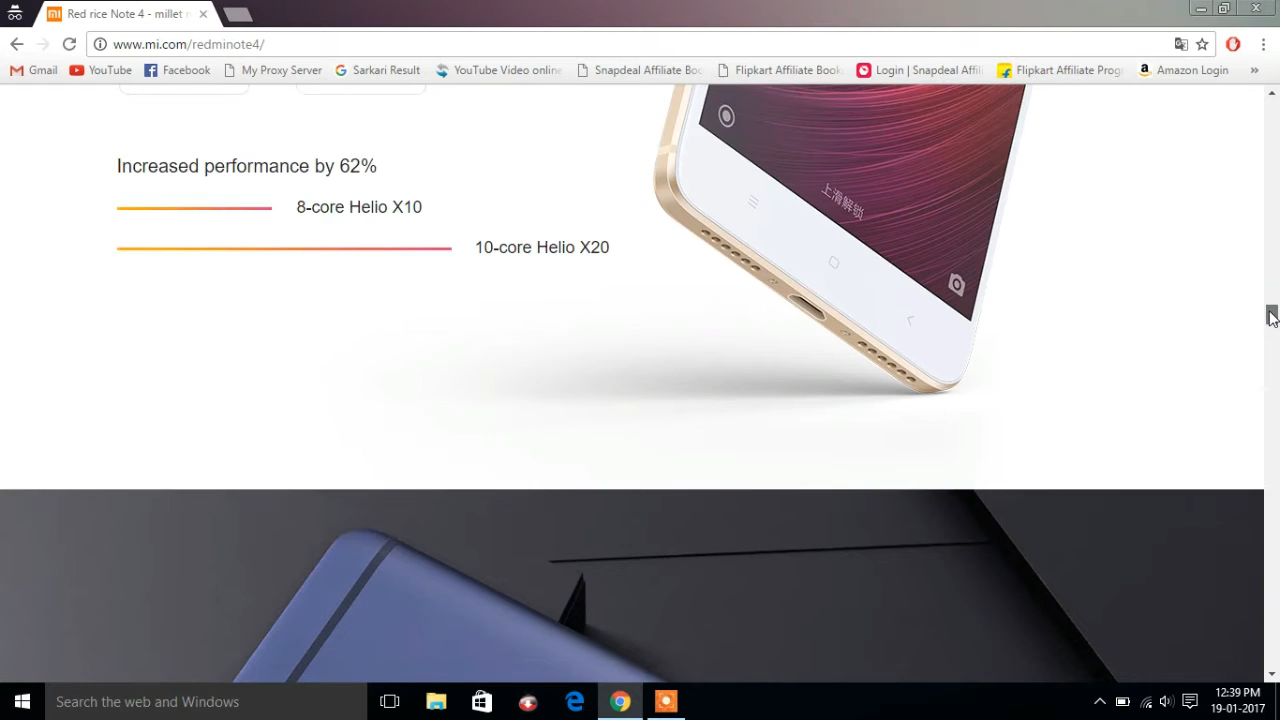 Red rice Note 4 - millet r
www.mi.com/redminote4/
Gmail
YouTube
Facebook
My Proxy Server
Sarkari Result
YouTube Video online
Snapdeal Affiliate Boo
Flipkart Affiliate Book
Login | Snapdeal Affili
Flipkart Affiliate Prog
Amazon Login
»
Increased performance by 62%
8-core Helio X10
10-core Helio X20
上滑解锁
Search the web and Windows
12:39 PM
19-01-2017